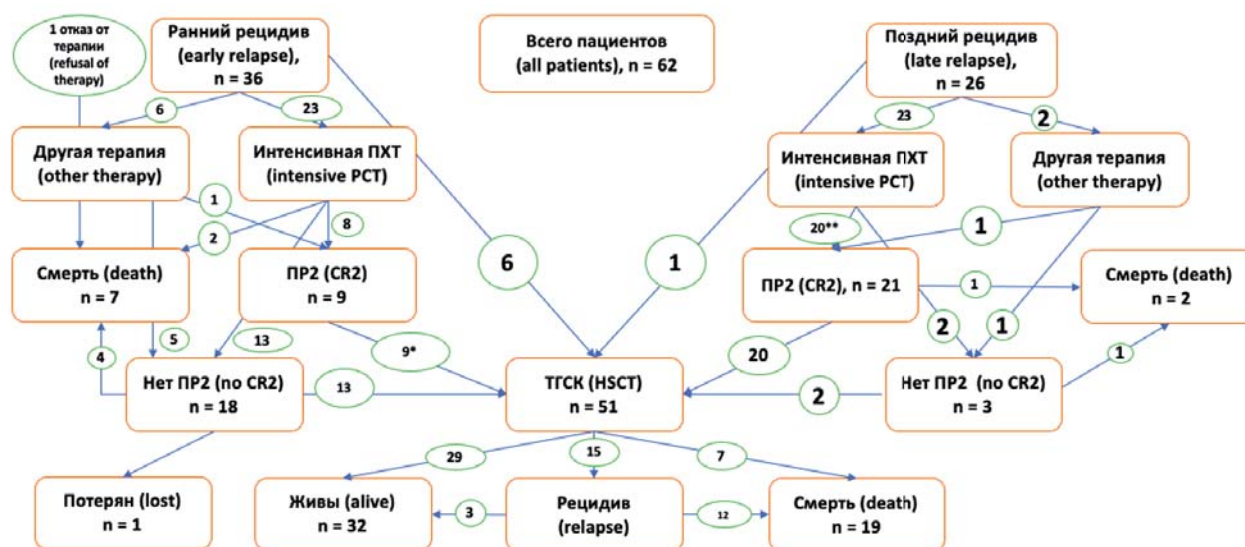 1 отказ от
терапии
(refusal of
therapy)
Ранний рецидив
(early relapse),
n = 36
Всего пациентов
(all patients), n = 62
Поздний рецидив
(late relapse),
n = 26
6
23
23
2
Другая терапия
(other therapy)
Интенсивная ПХТ
(intensive PCT)
Интенсивная ПХТ
(intensive PCT)
Другая терапия
(other therapy)
1
2
8
6
1
20**
1
Смерть (death)
n = 7
ПР2 (CR2)
n = 9
ПР2 (CR2), n = 21
1
Смерть (death)
n = 2
4
5
13
9*
20
2
1
1
Нет ПР2 (no CR2)
n = 18
13
ТГСК (HSCT)
n = 51
2
Нет ПР2 (no CR2)
n = 3
29
15
7
Потерян (lost)
n = 1
Живы (alive)
n = 32
3
Рецидив
(relapse)
12
Смерть (death)
n = 19